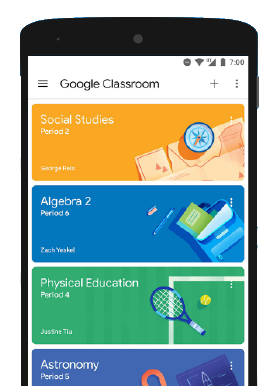 7:00
Google Classroom
Social Studies
Period 2
George Reis
Algebra 2
Period 6
Zach Yeskel
Physical Education
Period 4
Justine Tiu
Astronomy
Period 5